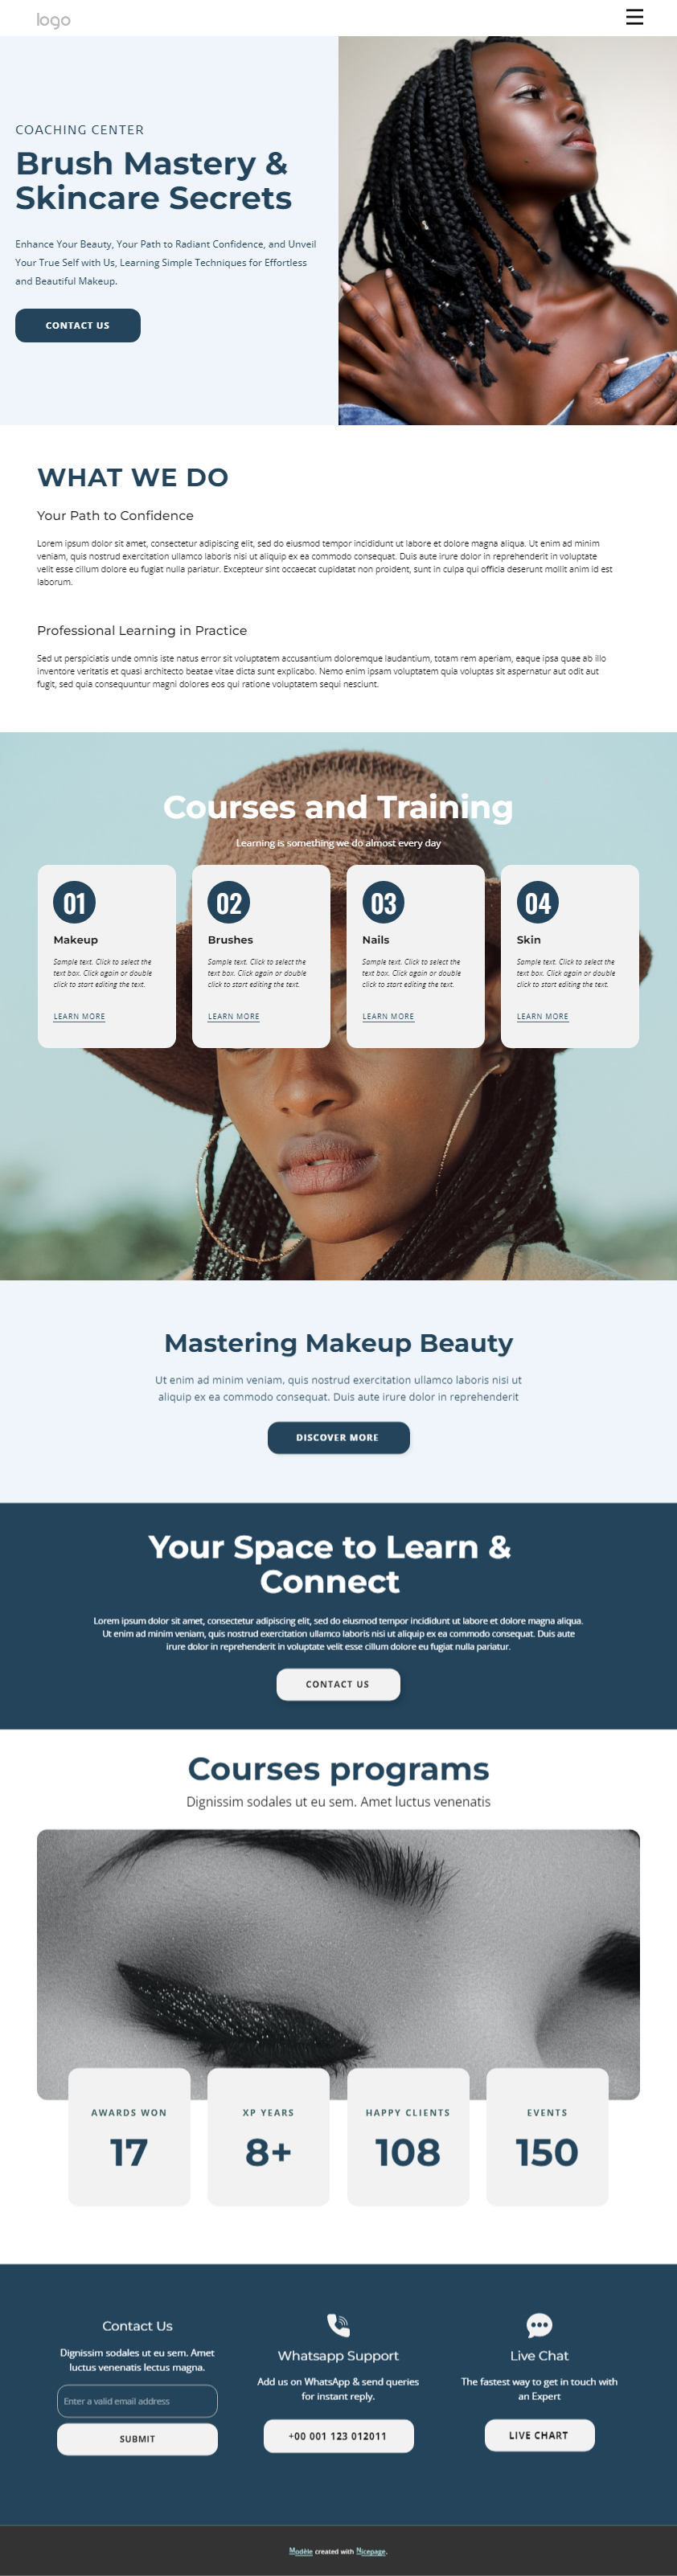 logo
COACHING CENTER
Brush Mastery &
Skincare Secrets
Enhance Your Beauty, Your Path to Radiant Confidence, and Unveil
Your True Self with Us, Learning Simple Techniques for Effortless
and Beautiful Makeup.
CONTACT US
WHAT WE DO
Your Path to Confidence
Lorem ipsum dolor sit amet, consectetur adipiscing elit, sed do eiusmod tempor incididunt ut labore et dolore magna aliqua. Ut enim ad minim
veniam, quis nostrud exercitation ullamco laboris nisi ut aliquip ex ea commodo consequat. Duis aute irure dolor in reprehenderit in voluptate
velit esse cillum dolore eu fugiat nulla pariatur. Excepteur sint occaecat cupidatat non proident, sunt in culpa qui officia deserunt mollit anim id est
laborum.
Professional Learning in Practice
Sed ut perspiciatis unde omnis iste natus error sit voluptatem accusantium doloremque laudantium, totam rem aperiam, eaque ipsa quae ab illo
inventore veritatis et quasi architecto beatae vitae dicta sunt explicabo. Nemo enim ipsam voluptatem quia voluptas sit aspernatur aut odit aut
fugit, sed quia consequuntur magni dolores eos qui ratione voluptatem sequi nesciunt.
Courses and Training
Learning is something we do almost every day
01
Makeup
Sample text. Click to select the
text box. Click again or double
click to start editing the text.
LEARN MORE
02
Brushes
Sample text. Click to select the
text box. Click again or double
click to start editing the text.
LEARN MORE
03
Nails
Sample text. Click to select the
text box. Click again or double
click to start editing the text.
LEARN MORE
04
Skin
Sample text. Click to select the
text box. Click again or double
click to start editing the text.
LEARN MORE
Mastering Makeup Beauty
Ut enim ad minim veniam, quis nostrud exercitation ullamco laboris nisi ut
aliquip ex ea commodo consequat. Duis aute irure dolor in reprehenderit
DISCOVER MORE
Your Space to Learn &
Connect
Lorem ipsum dolor sit amet, consectetur adipiscing elit, sed do eiusmod tempor incididunt ut labore et dolore magna aliqua.
Ut enim ad minim veniam, quis nostrud exercitation ullamco laboris nisi ut aliquip ex ea commodo consequat. Duis aute
irure dolor in reprehenderit in voluptate velit esse cillum dolore eu fugiat nulla pariatur.
CONTACT US
Courses programs
Dignissim sodales ut eu sem. Amet luctus venenatis
AWARDS WON
17
XP YEARS
8+
HAPPY CLIENTS
108
EVENTS
150
Contact Us
Dignissim sodales ut eu sem. Amet
luctus venenatis lectus magna.
Enter a valid email address
SUBMIT
Whatsapp Support
Add us on WhatsApp & send queries
for instant reply.
+00 001 123 012011
Live Chat
The fastest way to get in touch with
an Expert
LIVE CHART
Modèle created with Nicepage.